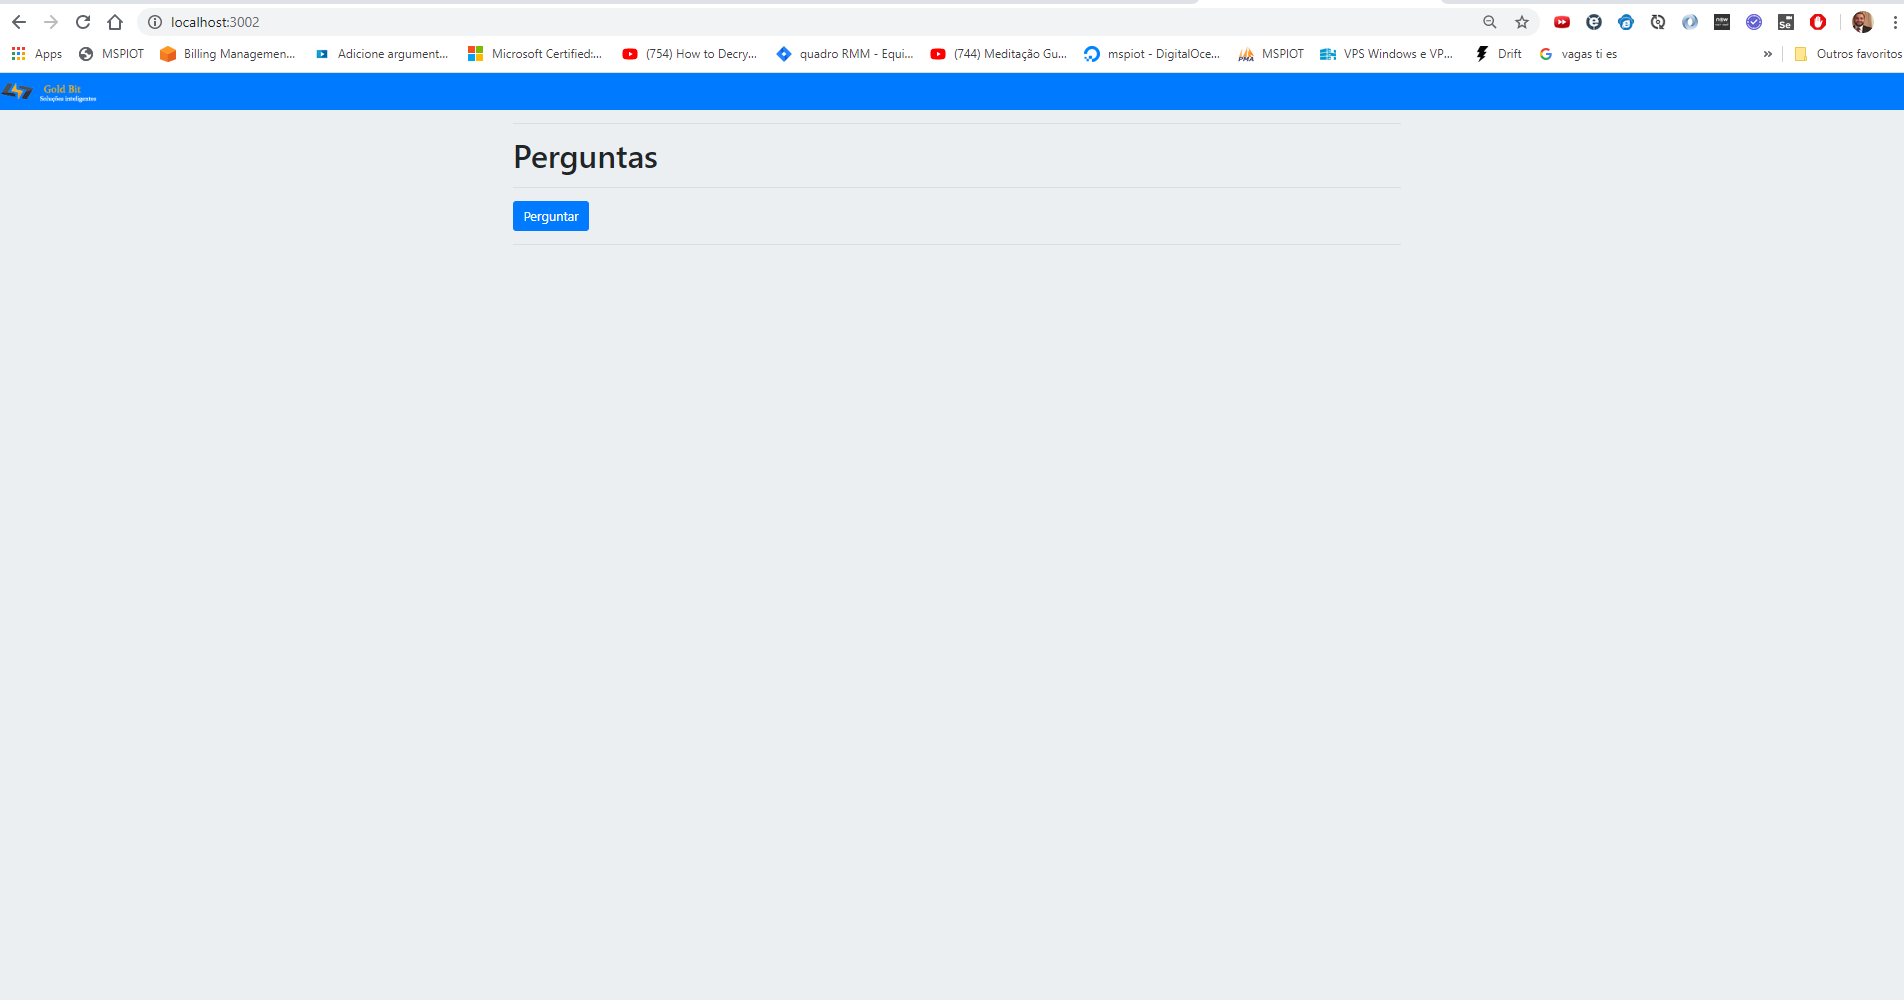 localhost:3002
Apps MSPIOT Billing Managemen... Adicione argument... Microsoft Certified:... (754) How to Decry... quadro RMM - Equi... (744) Meditação Gu... mspiot - DigitalOce... MSPIOT VPS Windows e VP... Drift vagas ti es » Outros favoritos
Gold Bit
Soluções inteligentes
Perguntas
Perguntar